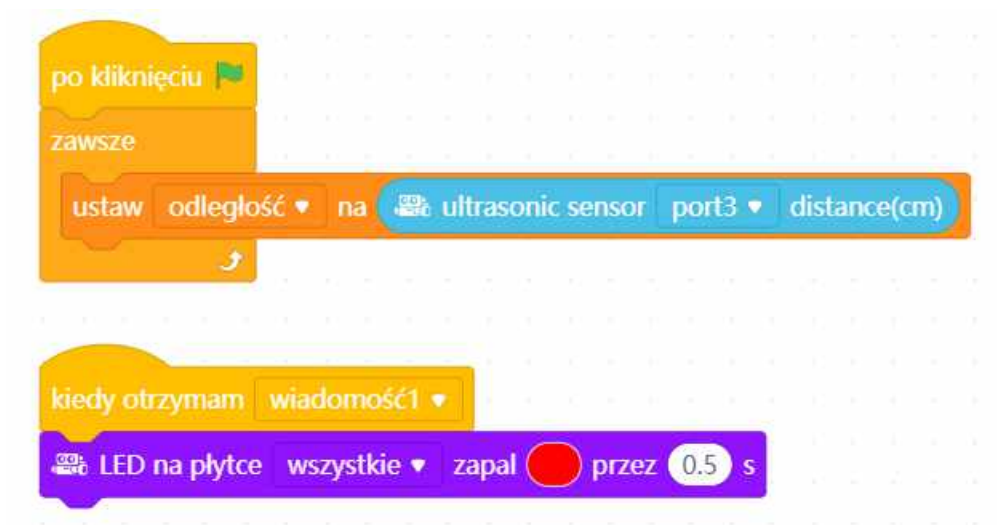 po kliknięciu
zawsze
ustaw odległość na ultrasonic sensor port3 distance(cm)
kiedy otrzymam wiadomość1
LED na płytce wszystkie zapal przez 0.5 s